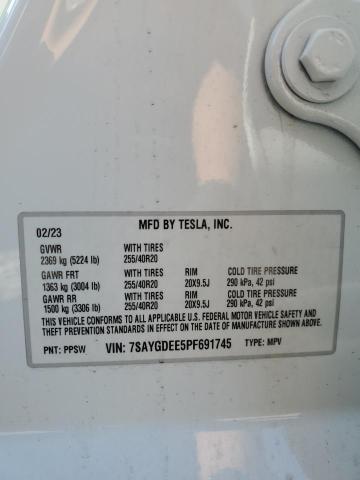 MFD BY TESLA, INC.
02/23
GVWR WITH TIRES
2369 kg (5224 lb) 255/40R20
GAWR FRT WITH TIRES RIM COLD TIRE PRESSURE
1363 kg (3004 lb) 255/40R20 20X9.5J 290 kPa, 42 psi
GAWR RR WITH TIRES RIM COLD TIRE PRESSURE
1500 kg (3306 lb) 255/40R20 20X9.5J 290 kPa, 42 psi
THIS VEHICLE CONFORMS TO ALL APPLICABLE U.S. FEDERAL MOTOR VEHICLE SAFETY AND
THEFT PREVENTION STANDARDS IN EFFECT ON THE DATE OF MANUFACTURE SHOWN ABOVE.
PNT: PPSW VIN: 7SAYGDEE5PF691745 TYPE: MPV